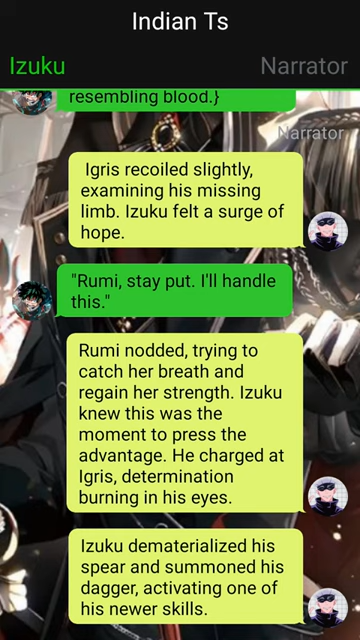 Indian Ts
Izuku
Narrator
resembling blood.}
Narrator
Igris recoiled slightly,
examining his missing
limb. Izuku felt a surge of
hope.
"Rumi, stay put. I'll handle
this."
Rumi nodded, trying to
catch her breath and
regain her strength. Izuku
knew this was the
moment to press the
advantage. He charged at
Igris, determination
burning in his eyes.
Izuku dematerialized his
spear and summoned his
dagger, activating one of
his newer skills.